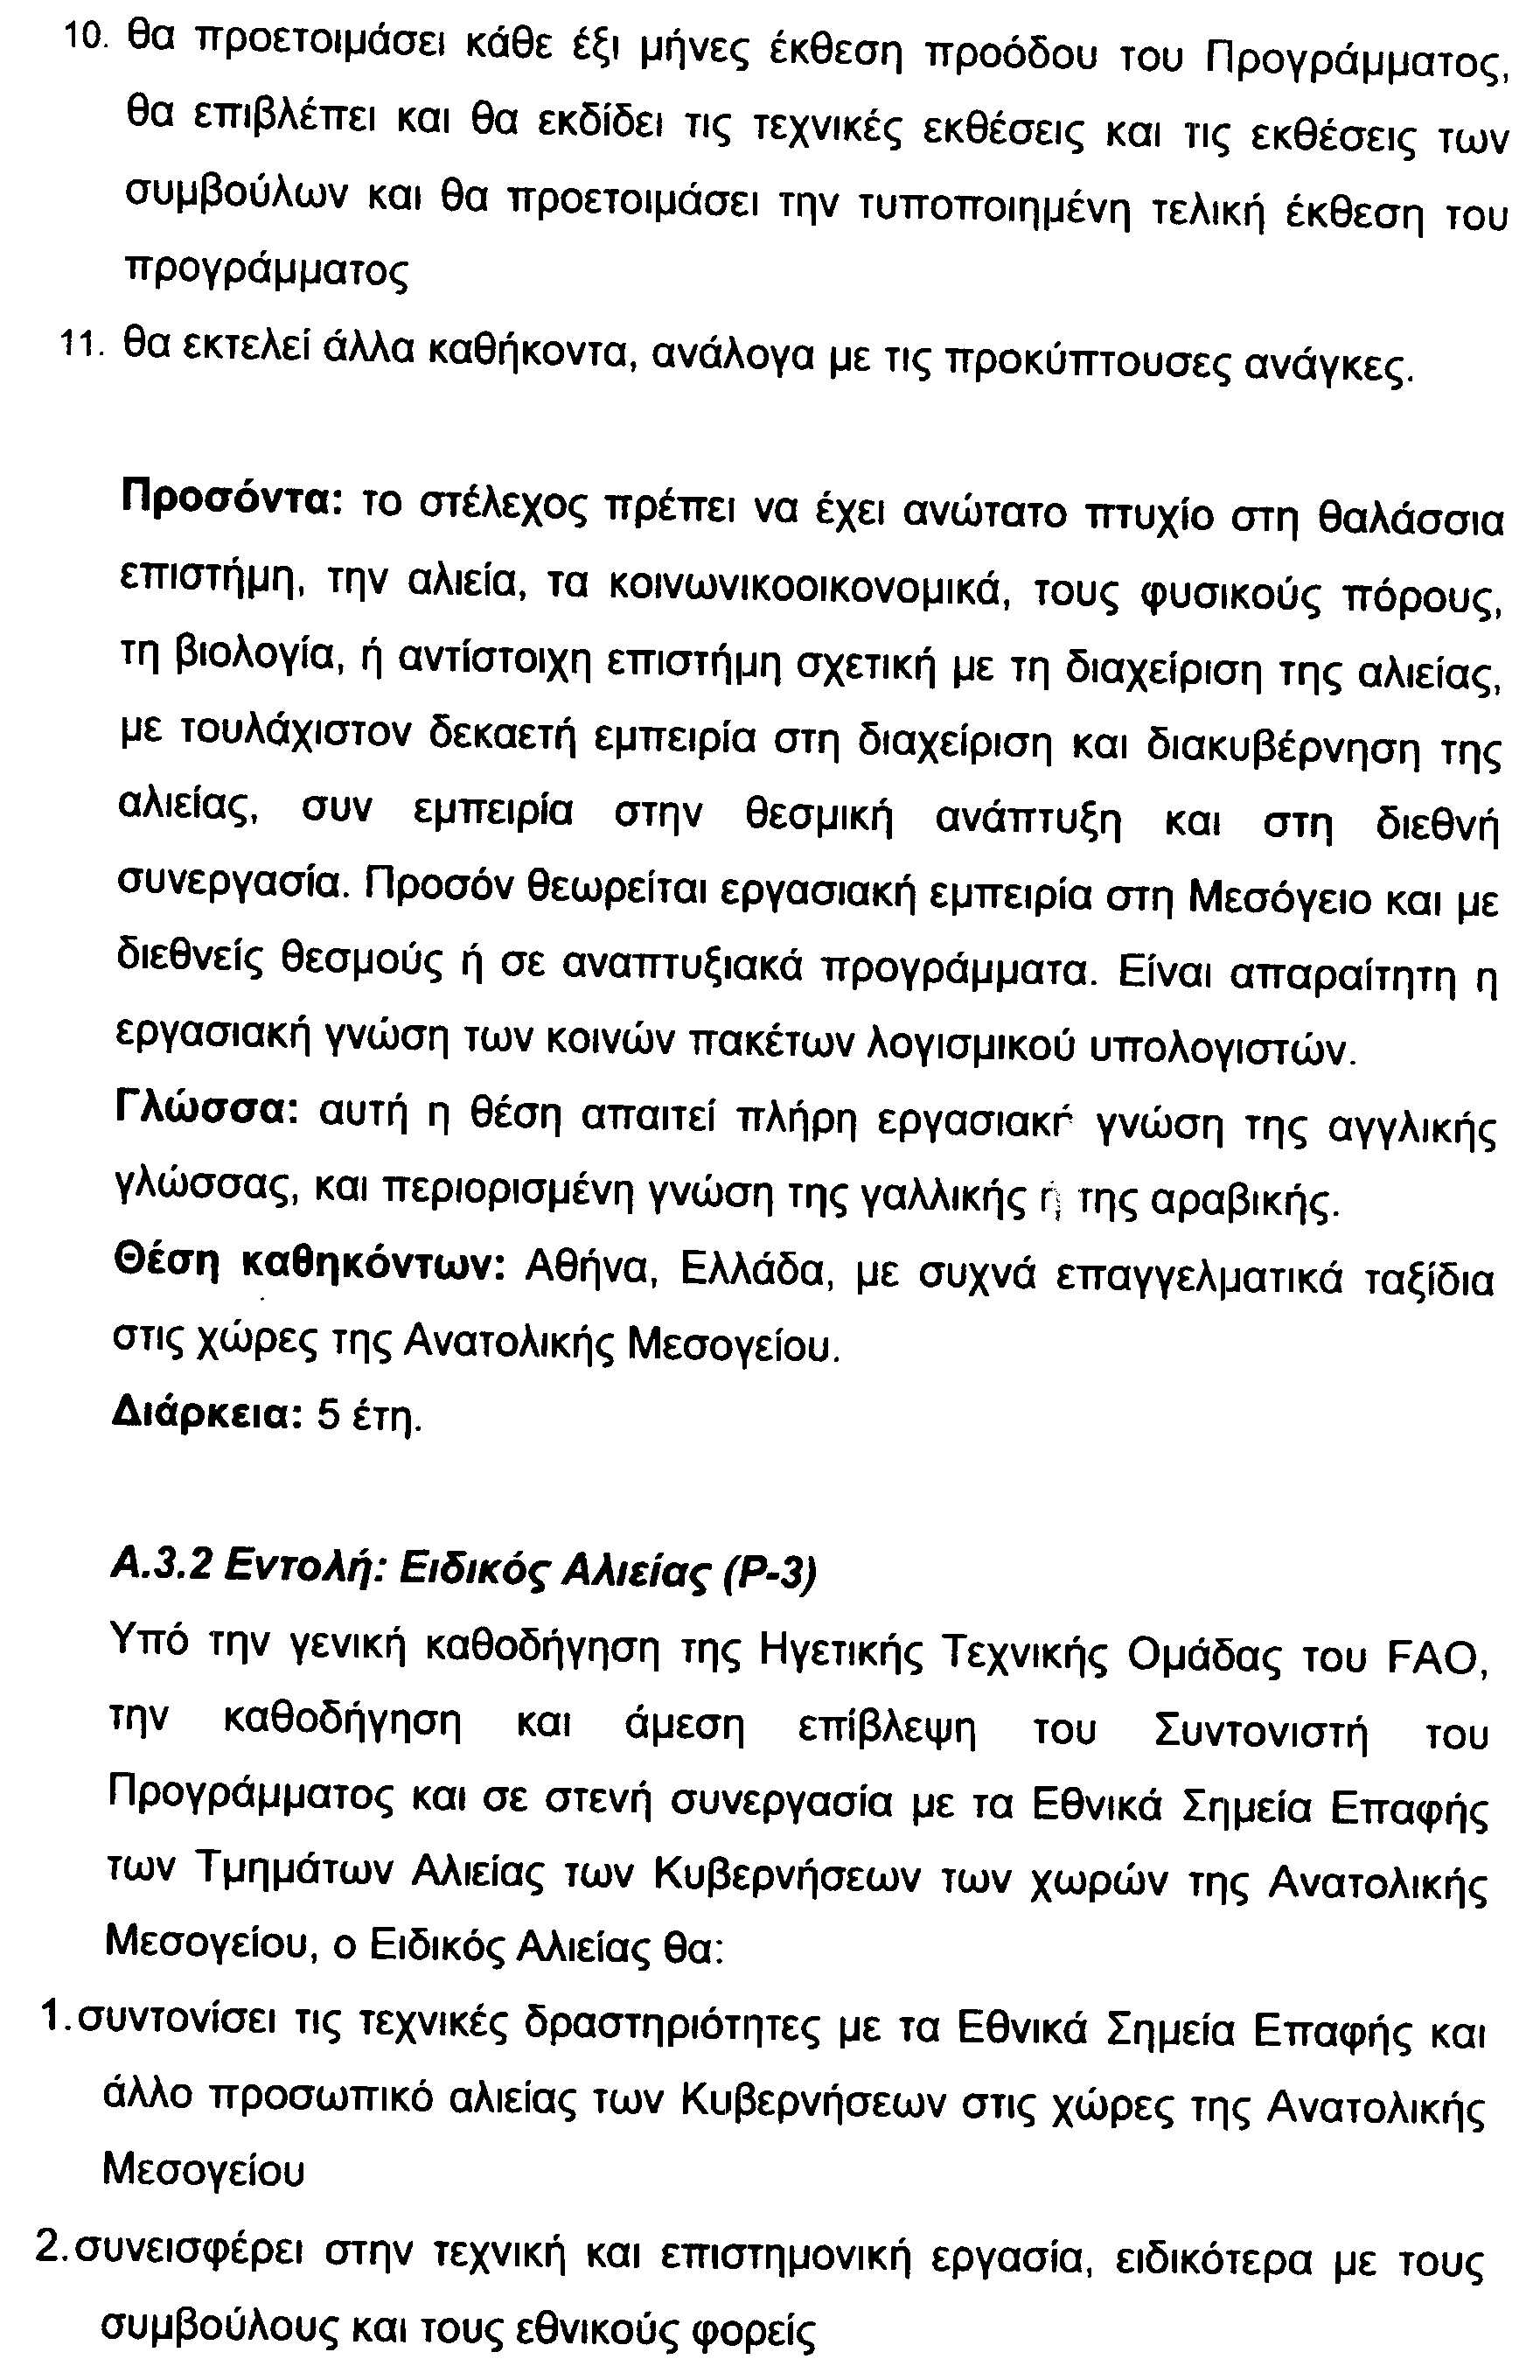 10. θα προετοιμάσει κάθε έξι μήνες έκθεση προόδου του Προγράμματος,
θα επιβλέπει και θα εκδίδει τις τεχνικές εκθέσεις και τις εκθέσεις των
συμβούλων και θα προετοιμάσει την τυποποιημένη τελική έκθεση του
προγράμματος
11. θα εκτελεί άλλα καθήκοντα, ανάλογα με τις προκύπτουσες ανάγκες.
Προσόντα: το στέλεχος πρέπει να έχει ανώτατο πτυχίο στη θαλάσσια
επιστήμη, την αλιεία, τα κοινωνικοοικονομικά, τους φυσικούς πόρους,
τη βιολογία, ή αντίστοιχη επιστήμη σχετική με τη διαχείριση της αλιείας,
με τουλάχιστον δεκαετή εμπειρία στη διαχείριση και διακυβέρνηση της
αλιείας, συν εμπειρία στην θεσμική ανάπτυξη και στη διεθνή
συνεργασία. Προσόν θεωρείται εργασιακή εμπειρία στη Μεσόγειο και με
διεθνείς θεσμούς ή σε αναπτυξιακά προγράμματα. Είναι απαραίτητη η
εργασιακή γνώση των κοινών πακέτων λογισμικού υπολογιστών.
Γλώσσα: αυτή η θέση απαιτεί πλήρη εργασιακή γνώση της αγγλικής
γλώσσας, και περιορισμένη γνώση της γαλλικής ή της αραβικής.
Θέση καθηκόντων: Αθήνα, Ελλάδα, με συχνά επαγγελματικά ταξίδια
στις χώρες της Ανατολικής Μεσογείου.
Διάρκεια: 5 έτη.
Α.3.2 Εντολή: Ειδικός Αλιείας (P-3)
Υπό την γενική καθοδήγηση της Ηγετικής Τεχνικής Ομάδας του FAO,
την καθοδήγηση και άμεση επίβλεψη του Συντονιστή του
Προγράμματος και σε στενή συνεργασία με τα Εθνικά Σημεία Επαφής
των Τμημάτων Αλιείας των Κυβερνήσεων των χωρών της Ανατολικής
Μεσογείου, ο Ειδικός Αλιείας θα:
1.συντονίσει τις τεχνικές δραστηριότητες με τα Εθνικά Σημεία Επαφής και
άλλο προσωπικό αλιείας των Κυβερνήσεων στις χώρες της Ανατολικής
Μεσογείου
2.συνεισφέρει στην τεχνική και επιστημονική εργασία, ειδικότερα με τους
συμβούλους και τους εθνικούς φορείς